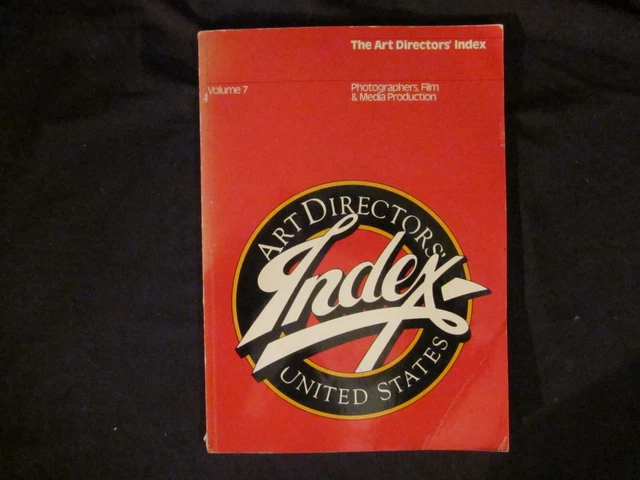 The Art Directors' Index
Volume 7
Photographers, Film
& Media Production
ART DIRECTORS'
Index
UNITED STATES